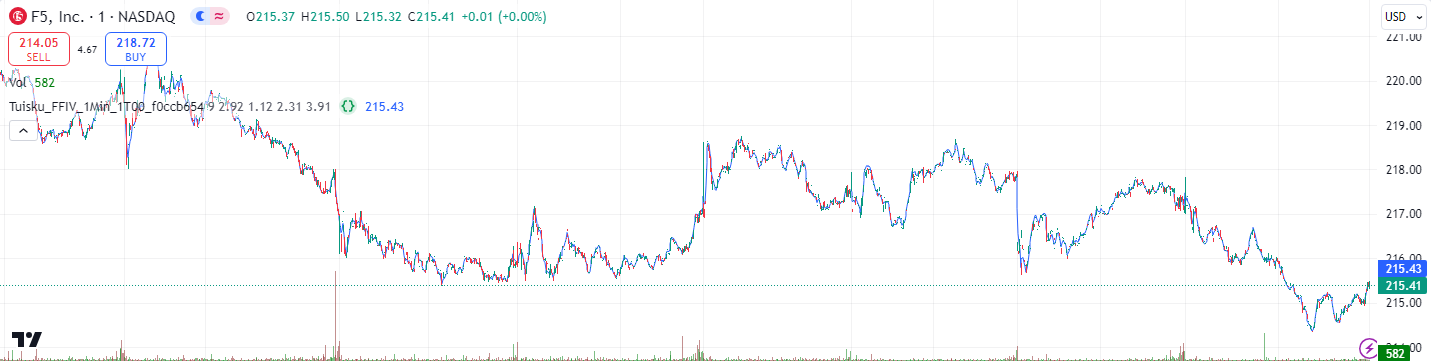 F5, Inc. · 1 · NASDAQ O215.37 H215.50 L215.32 C215.41 +0.01 (+0.00%) USD
214.05 4.67 218.72
SELL BUY
Vol 582
Tuisku_FFIV_1Min_1T00_f0ccb654 9 2.92 1.12 2.31 3.91 {} 215.43
221.00
220.00
219.00
218.00
217.00
216.00
215.43
215.41
215.00
214.00
582